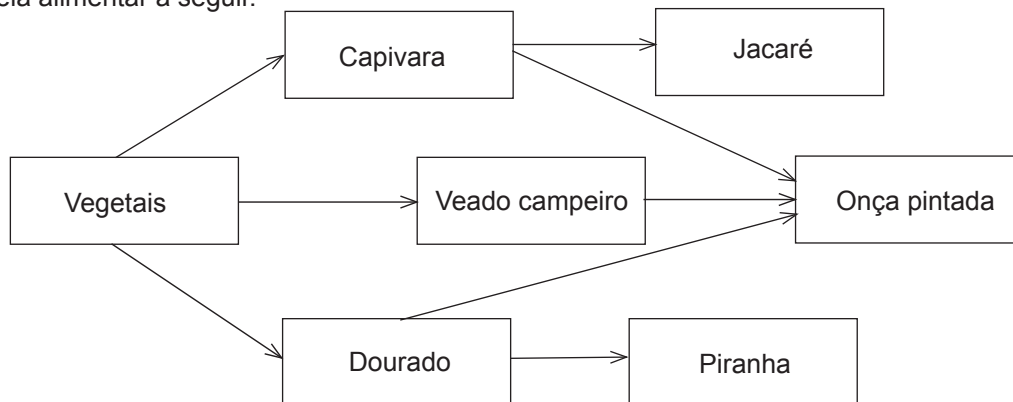 alimentar a seguir:
Capivara
Jacaré
Vegetais
Veado campeiro
Onça pintada
Dourado
Piranha